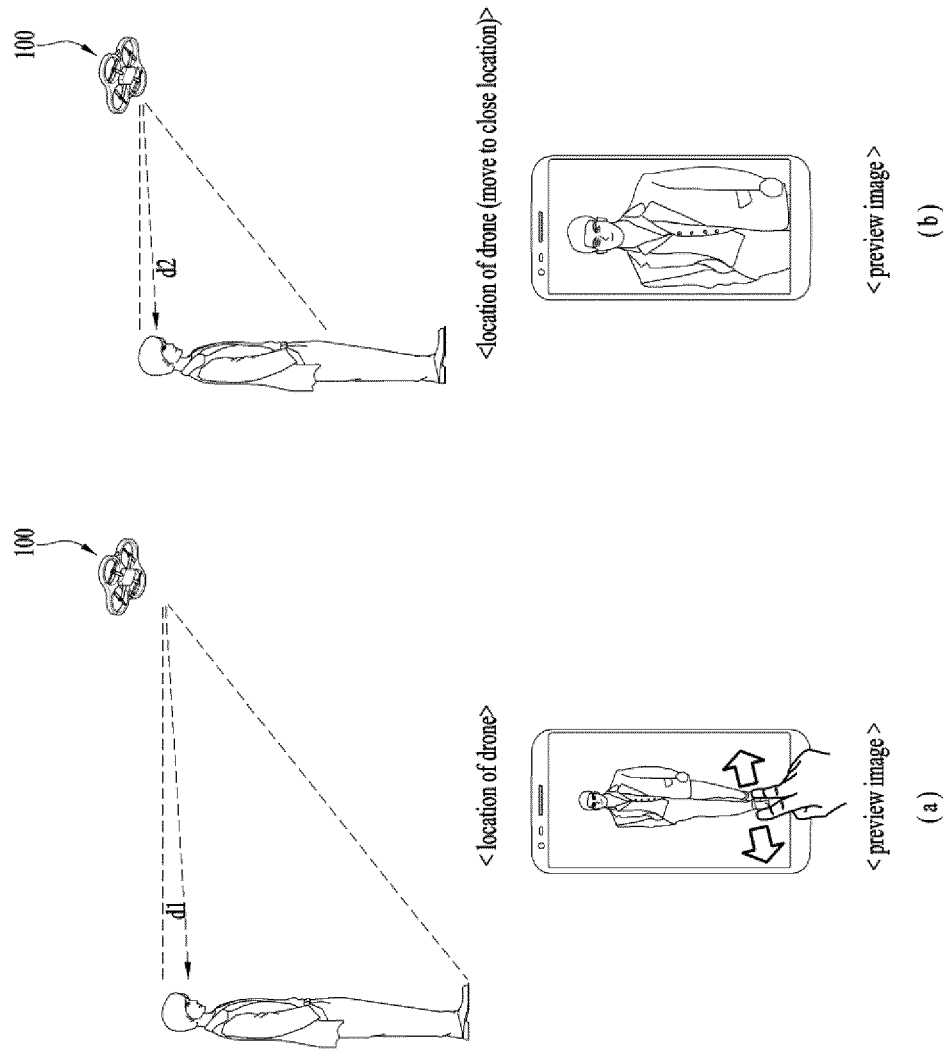 100
d1
<location of drone>
<preview image>
(a)
100
d2
<location of drone (move to close location)>
<preview image>
(b)